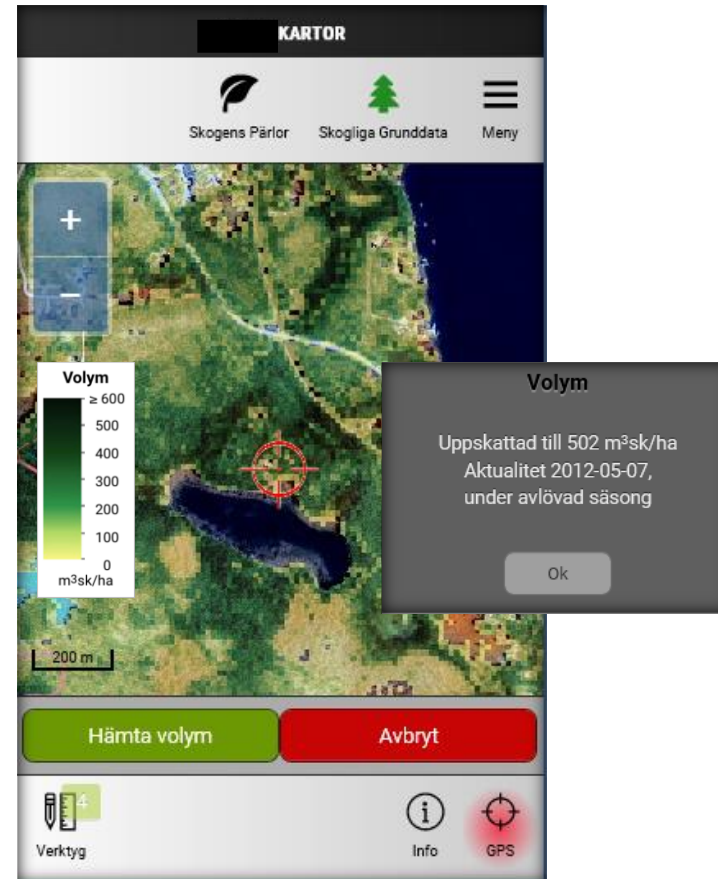 KARTOR
Skogens Pärlor
Skogliga Grunddata
Meny
+
−
Volym
≥ 600
500
400
300
200
100
0
m³sk/ha
200 m
Volym
Uppskattad till 502 m³sk/ha
Aktualitet 2012-05-07,
under avlövad säsong
Ok
Hämta volym
Avbryt
4
Verktyg
Info
GPS